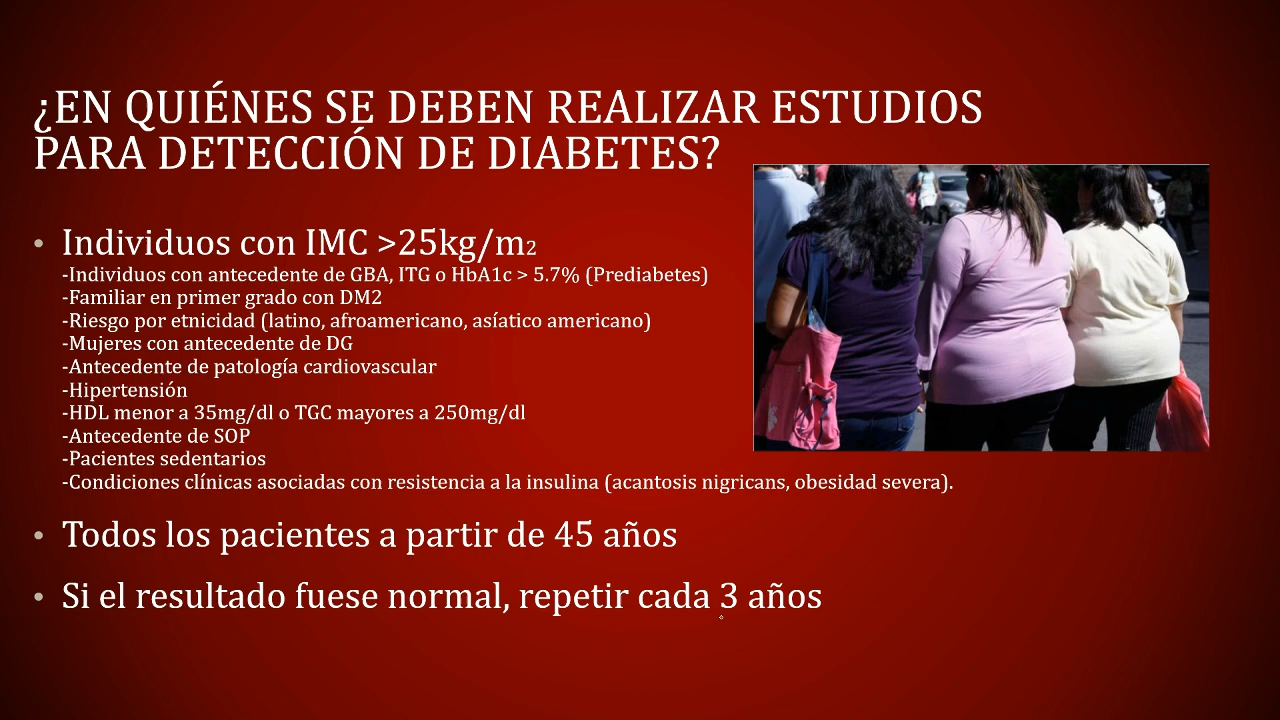 ¿EN QUIÉNES SE DEBEN REALIZAR ESTUDIOS
PARA DETECCIÓN DE DIABETES?
• Individuos con IMC >25kg/m2
-Individuos con antecedente de GBA, ITG o HbA1c > 5.7% (Prediabetes)
-Familiar en primer grado con DM2
-Riesgo por etnicidad (latino, afroamericano, asíatico americano)
-Mujeres con antecedente de DG
-Antecedente de patología cardiovascular
-Hipertensión
-HDL menor a 35mg/dl o TGC mayores a 250mg/dl
-Antecedente de SOP
-Pacientes sedentarios
-Condiciones clínicas asociadas con resistencia a la insulina (acantosis nigricans, obesidad severa).
• Todos los pacientes a partir de 45 años
• Si el resultado fuese normal, repetir cada 3 años